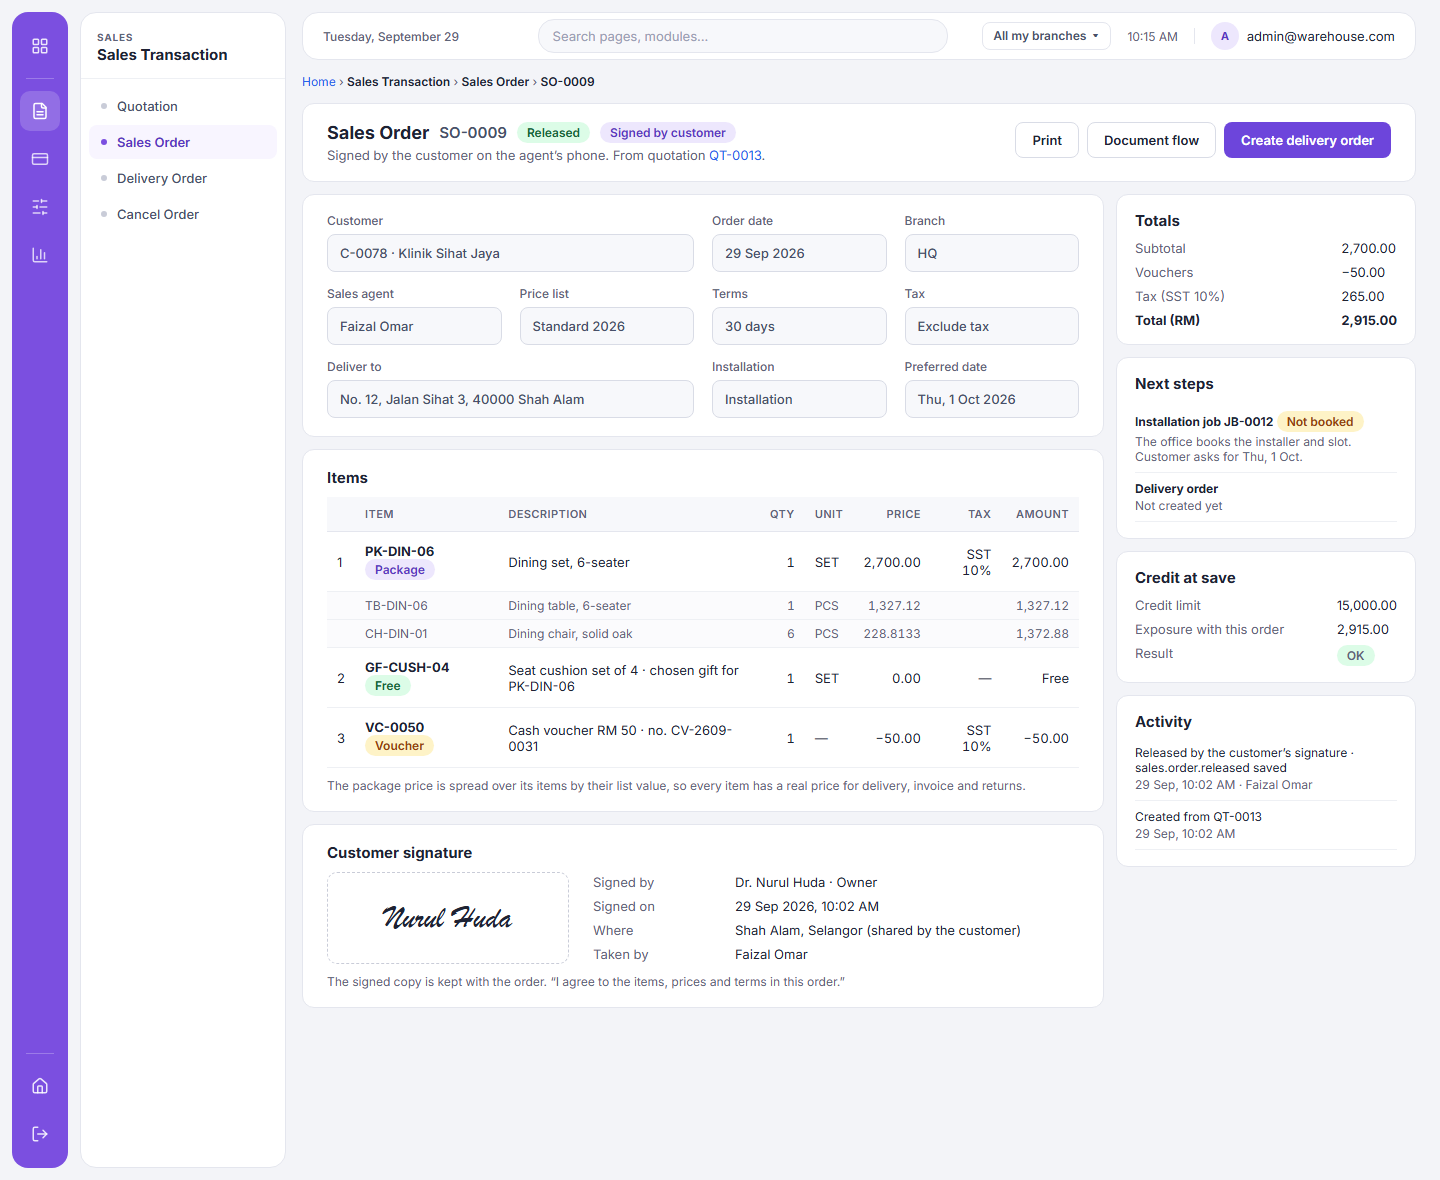 SALES
Sales Transaction
Quotation
Sales Order
Delivery Order
Cancel Order
Tuesday, September 29
Search pages, modules...
All my branches
10:15 AM
A
admin@warehouse.com
Home › Sales Transaction › Sales Order › SO-0009
Sales Order SO-0009 Released Signed by customer
Signed by the customer on the agent’s phone. From quotation QT-0013.
Print
Document flow
Create delivery order
Customer
C-0078 · Klinik Sihat Jaya
Order date
29 Sep 2026
Branch
HQ
Sales agent
Faizal Omar
Price list
Standard 2026
Terms
30 days
Tax
Exclude tax
Deliver to
No. 12, Jalan Sihat 3, 40000 Shah Alam
Installation
Installation
Preferred date
Thu, 1 Oct 2026
Items
ITEM DESCRIPTION QTY UNIT PRICE TAX AMOUNT
1 PK-DIN-06 Package Dining set, 6-seater 1 SET 2,700.00 SST 10% 2,700.00
TB-DIN-06 Dining table, 6-seater 1 PCS 1,327.12 1,327.12
CH-DIN-01 Dining chair, solid oak 6 PCS 228.8133 1,372.88
2 GF-CUSH-04 Free Seat cushion set of 4 · chosen gift for PK-DIN-06 1 SET 0.00 — Free
3 VC-0050 Voucher Cash voucher RM 50 · no. CV-2609-0031 1 — −50.00 SST 10% −50.00
The package price is spread over its items by their list value, so every item has a real price for delivery, invoice and returns.
Customer signature
Nurul Huda
Signed by Dr. Nurul Huda · Owner
Signed on 29 Sep 2026, 10:02 AM
Where Shah Alam, Selangor (shared by the customer)
Taken by Faizal Omar
The signed copy is kept with the order. “I agree to the items, prices and terms in this order.”
Totals
Subtotal 2,700.00
Vouchers −50.00
Tax (SST 10%) 265.00
Total (RM) 2,915.00
Next steps
Installation job JB-0012 Not booked
The office books the installer and slot.
Customer asks for Thu, 1 Oct.
Delivery order
Not created yet
Credit at save
Credit limit 15,000.00
Exposure with this order 2,915.00
Result OK
Activity
Released by the customer’s signature ·
sales.order.released saved
29 Sep, 10:02 AM · Faizal Omar
Created from QT-0013
29 Sep, 10:02 AM